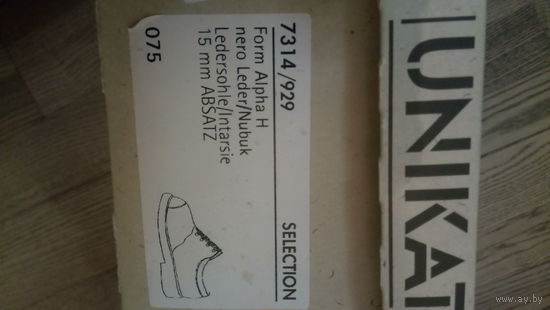 7314/929 SELECTION
Form Alpha H
nero Leder/Nubuk
Ledersohle/Intarsie
15 mm ABSATZ
075
UNIKAT
www.ay.by